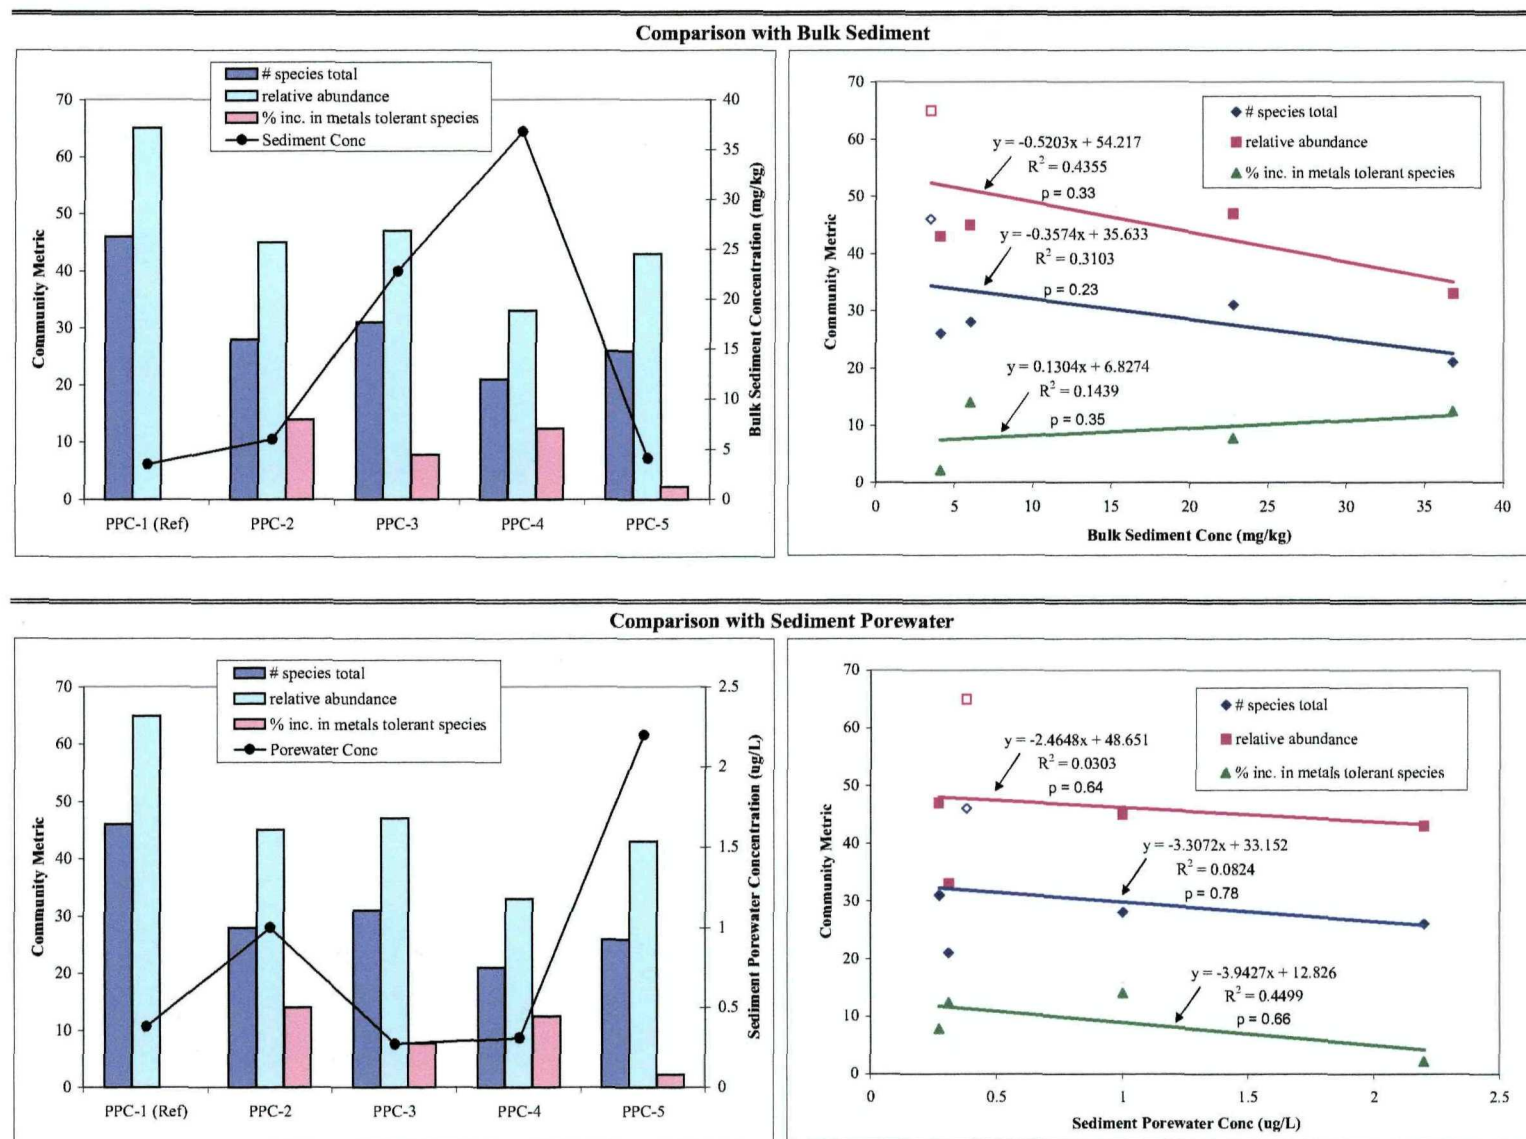 Comparison with Bulk Sediment
# species total
relative abundance
% inc. in metals tolerant species
Sediment Conc
Community Metric
70
60
50
40
30
20
10
0
40
35
30
25
20
15
10
5
0
Bulk Sediment Concentration (mg/kg)
PPC-1 (Ref)
PPC-2
PPC-3
PPC-4
PPC-5
# species total
relative abundance
% inc. in metals tolerant species
y = -0.5203x + 54.217
R² = 0.4355
p = 0.33
y = -0.3574x + 35.633
R² = 0.3103
p = 0.23
y = 0.1304x + 6.8274
R² = 0.1439
p = 0.35
Community Metric
70
60
50
40
30
20
10
0
0
5
10
15
20
25
30
35
40
Bulk Sediment Conc (mg/kg)
Comparison with Sediment Porewater
# species total
relative abundance
% inc. in metals tolerant species
Porewater Conc
Community Metric
70
60
50
40
30
20
10
0
2.5
2
1.5
1
0.5
0
Sediment Porewater Concentration (ug/L)
PPC-1 (Ref)
PPC-2
PPC-3
PPC-4
PPC-5
# species total
relative abundance
% inc. in metals tolerant species
y = -2.4648x + 48.651
R² = 0.0303
p = 0.64
y = -3.3072x + 33.152
R² = 0.0824
p = 0.78
y = -3.9427x + 12.826
R² = 0.4499
p = 0.66
Community Metric
70
60
50
40
30
20
10
0
0
0.5
1
1.5
2
2.5
Sediment Porewater Conc (ug/L)